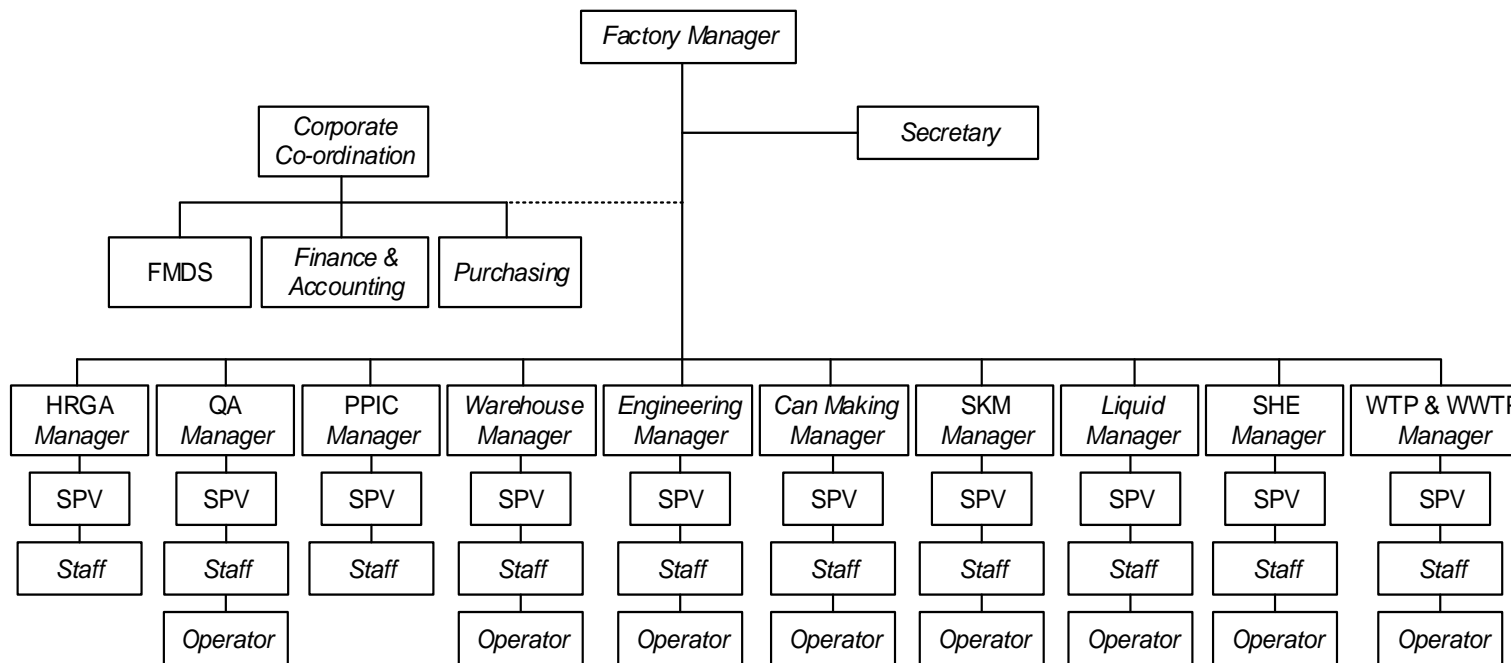 Factory Manager
Corporate
Co-ordination
Secretary
FMDS
Finance &
Accounting
Purchasing
HRGA
Manager
QA
Manager
PPIC
Manager
Warehouse
Manager
Engineering
Manager
Can Making
Manager
SKM
Manager
Liquid
Manager
SHE
Manager
WTP & WWTP
Manager
SPV
SPV
SPV
SPV
SPV
SPV
SPV
SPV
SPV
SPV
Staff
Staff
Staff
Staff
Staff
Staff
Staff
Staff
Staff
Staff
Operator
Operator
Operator
Operator
Operator
Operator
Operator
Operator